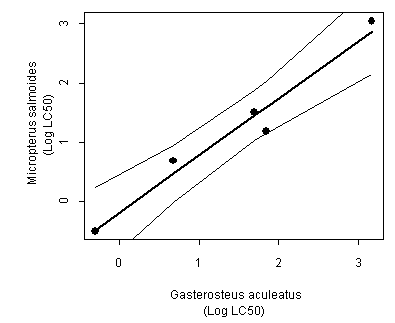 3
2
1
0
Micropterus salmoides
(Log LC50)
0 1 2 3
Gasterosteus aculeatus
(Log LC50)